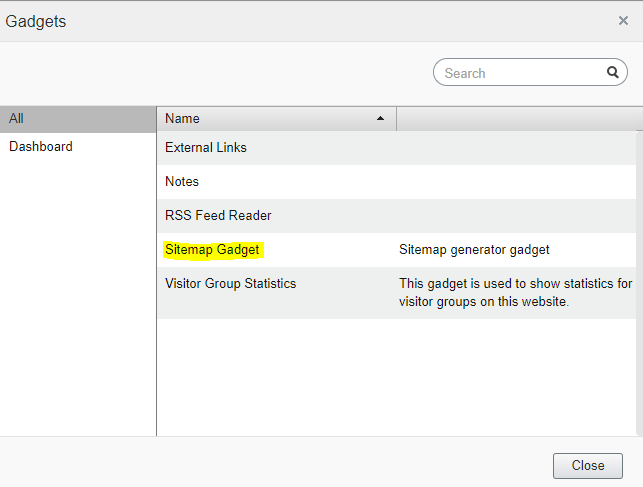 Gadgets
Search
All
Name
Dashboard
External Links
Notes
RSS Feed Reader
Sitemap Gadget
Sitemap generator gadget
Visitor Group Statistics
This gadget is used to show statistics for
visitor groups on this website.
Close